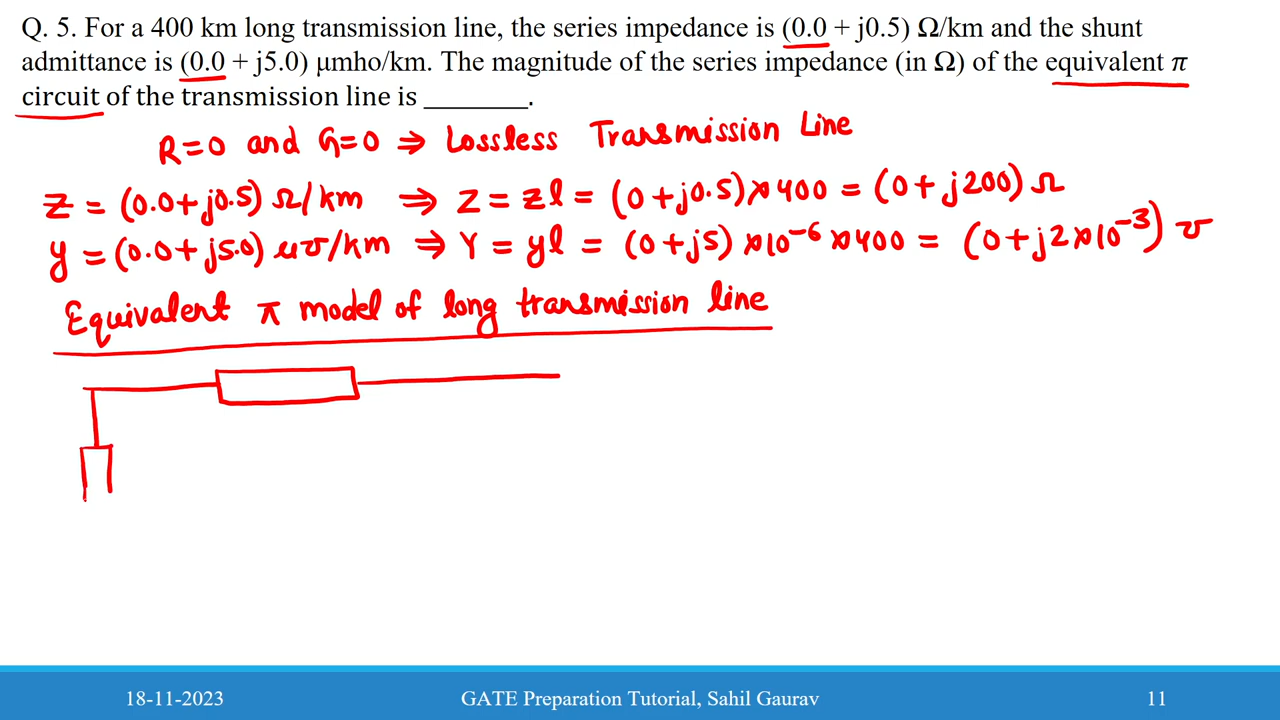 Q. 5. For a 400 km long transmission line, the series impedance is (0.0 + j0.5) Ω/km and the shunt
admittance is (0.0 + j5.0) μmho/km. The magnitude of the series impedance (in Ω) of the equivalent π
circuit of the transmission line is ________.
R=0 and G=0 ⇒ Lossless Transmission Line
z = (0.0+j0.5) Ω/km ⇒ Z = zl = (0+j0.5)×400 = (0+j200) Ω
y = (0.0+j5.0) μ℧/km ⇒ Y = yl = (0+j5)×10⁻⁶×400 = (0+j2×10⁻³) ℧
Equivalent π model of long transmission line
18-11-2023 GATE Preparation Tutorial, Sahil Gaurav 11